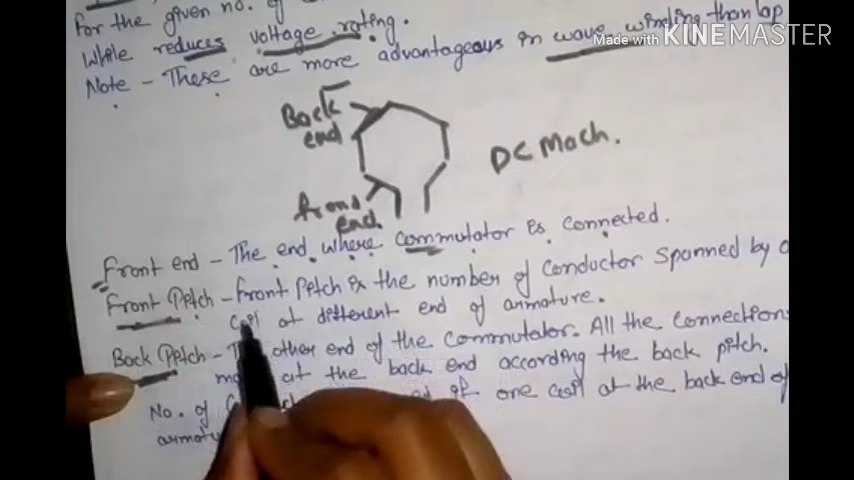 For the given no. of
While reduces voltage rating.
Note - These are more advantageous in wave winding than lap
Made with KINEMASTER
Back end
DC Mach.
front end
Front end - The end where commutator is connected.
Front Pitch - Front Pitch is the number of conductor spanned by a
coil at different end of armature.
Back Pitch - The other end of the commutator. All the connections
at the back end according the back pitch.
No. of of one coil at the back end of